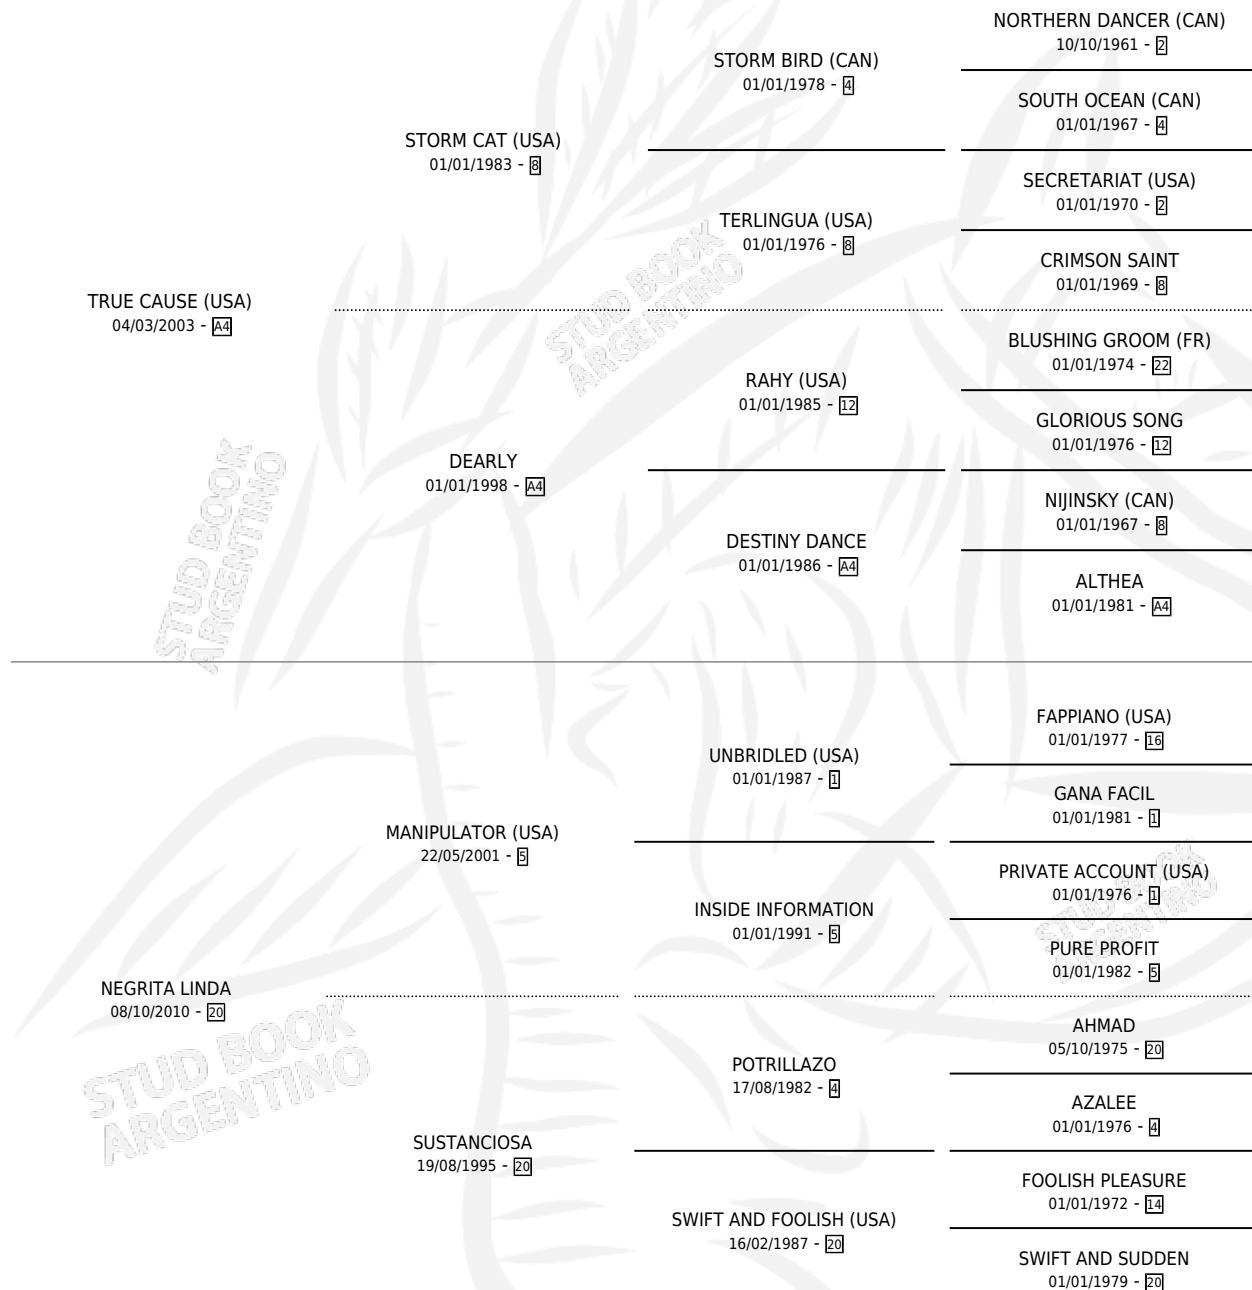 NORTHERN DANCER (CAN)
10/10/1961 - 2
STORM BIRD (CAN)
01/01/1978 - 4
SOUTH OCEAN (CAN)
01/01/1967 - 4
STORM CAT (USA)
01/01/1983 - 8
SECRETARIAT (USA)
01/01/1970 - 2
TERLINGUA (USA)
01/01/1976 - 8
CRIMSON SAINT
01/01/1969 - 8
TRUE CAUSE (USA)
04/03/2003 - A4
BLUSHING GROOM (FR)
01/01/1974 - 22
RAHY (USA)
01/01/1985 - 12
GLORIOUS SONG
01/01/1976 - 12
DEARLY
01/01/1998 - A4
NIJINSKY (CAN)
01/01/1967 - 8
DESTINY DANCE
01/01/1986 - A4
ALTHEA
01/01/1981 - A4
FAPPIANO (USA)
01/01/1977 - 16
UNBRIDLED (USA)
01/01/1987 - 1
GANA FACIL
01/01/1981 - 1
MANIPULATOR (USA)
22/05/2001 - 5
PRIVATE ACCOUNT (USA)
01/01/1976 - 1
INSIDE INFORMATION
01/01/1991 - 5
PURE PROFIT
01/01/1982 - 5
NEGRITA LINDA
08/10/2010 - 20
AHMAD
05/10/1975 - 20
POTRILLAZO
17/08/1982 - 4
AZALEE
01/01/1976 - 4
SUSTANCIOSA
19/08/1995 - 20
FOOLISH PLEASURE
01/01/1972 - 14
SWIFT AND FOOLISH (USA)
16/02/1987 - 20
SWIFT AND SUDDEN
01/01/1979 - 20
STUD BOOK
ARGENTINO
STUD BOOK
ARGENTINO
STUD BOOK
ARGENTINO
STUD BOOK
ARGENTINO